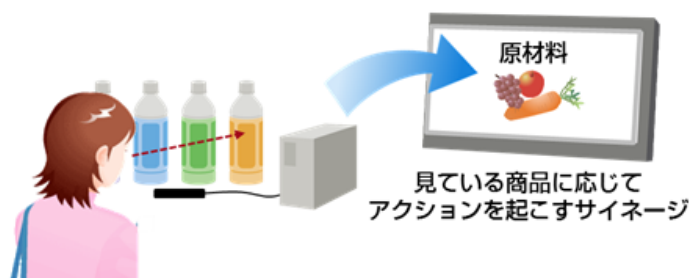 原材料
見ている商品に応じて
アクションを起こすサイネージ